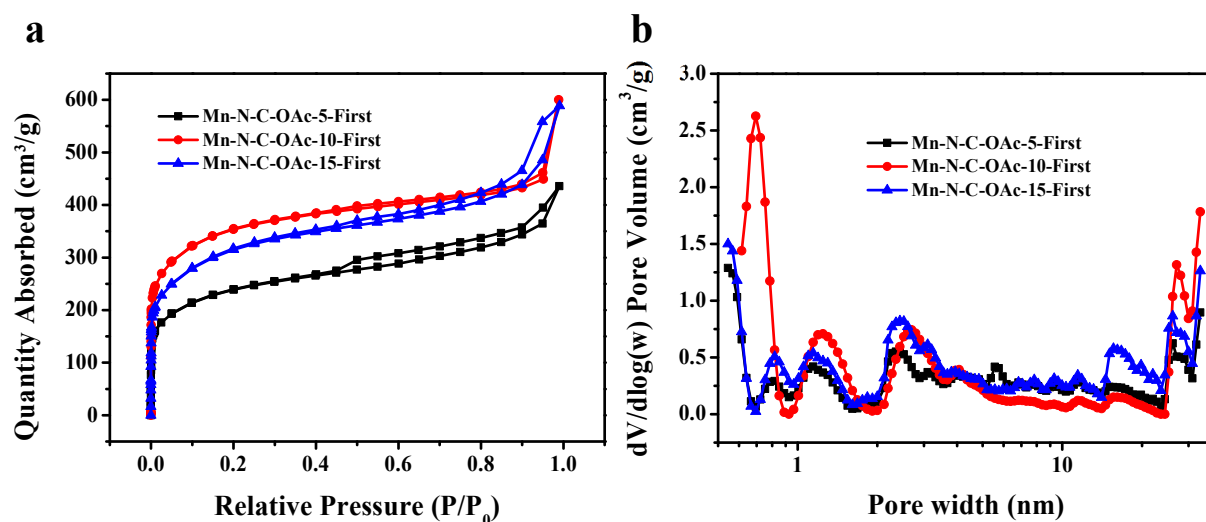 a
Quantity Absorbed (cm³/g)
600
500
400
300
200
100
0
Mn-N-C-OAc-5-First
Mn-N-C-OAc-10-First
Mn-N-C-OAc-15-First
0.0 0.2 0.4 0.6 0.8 1.0
Relative Pressure (P/P₀)
b
dV/dlog(w) Pore Volume (cm³/g)
3.0
2.5
2.0
1.5
1.0
0.5
0.0
Mn-N-C-OAc-5-First
Mn-N-C-OAc-10-First
Mn-N-C-OAc-15-First
1 10
Pore width (nm)